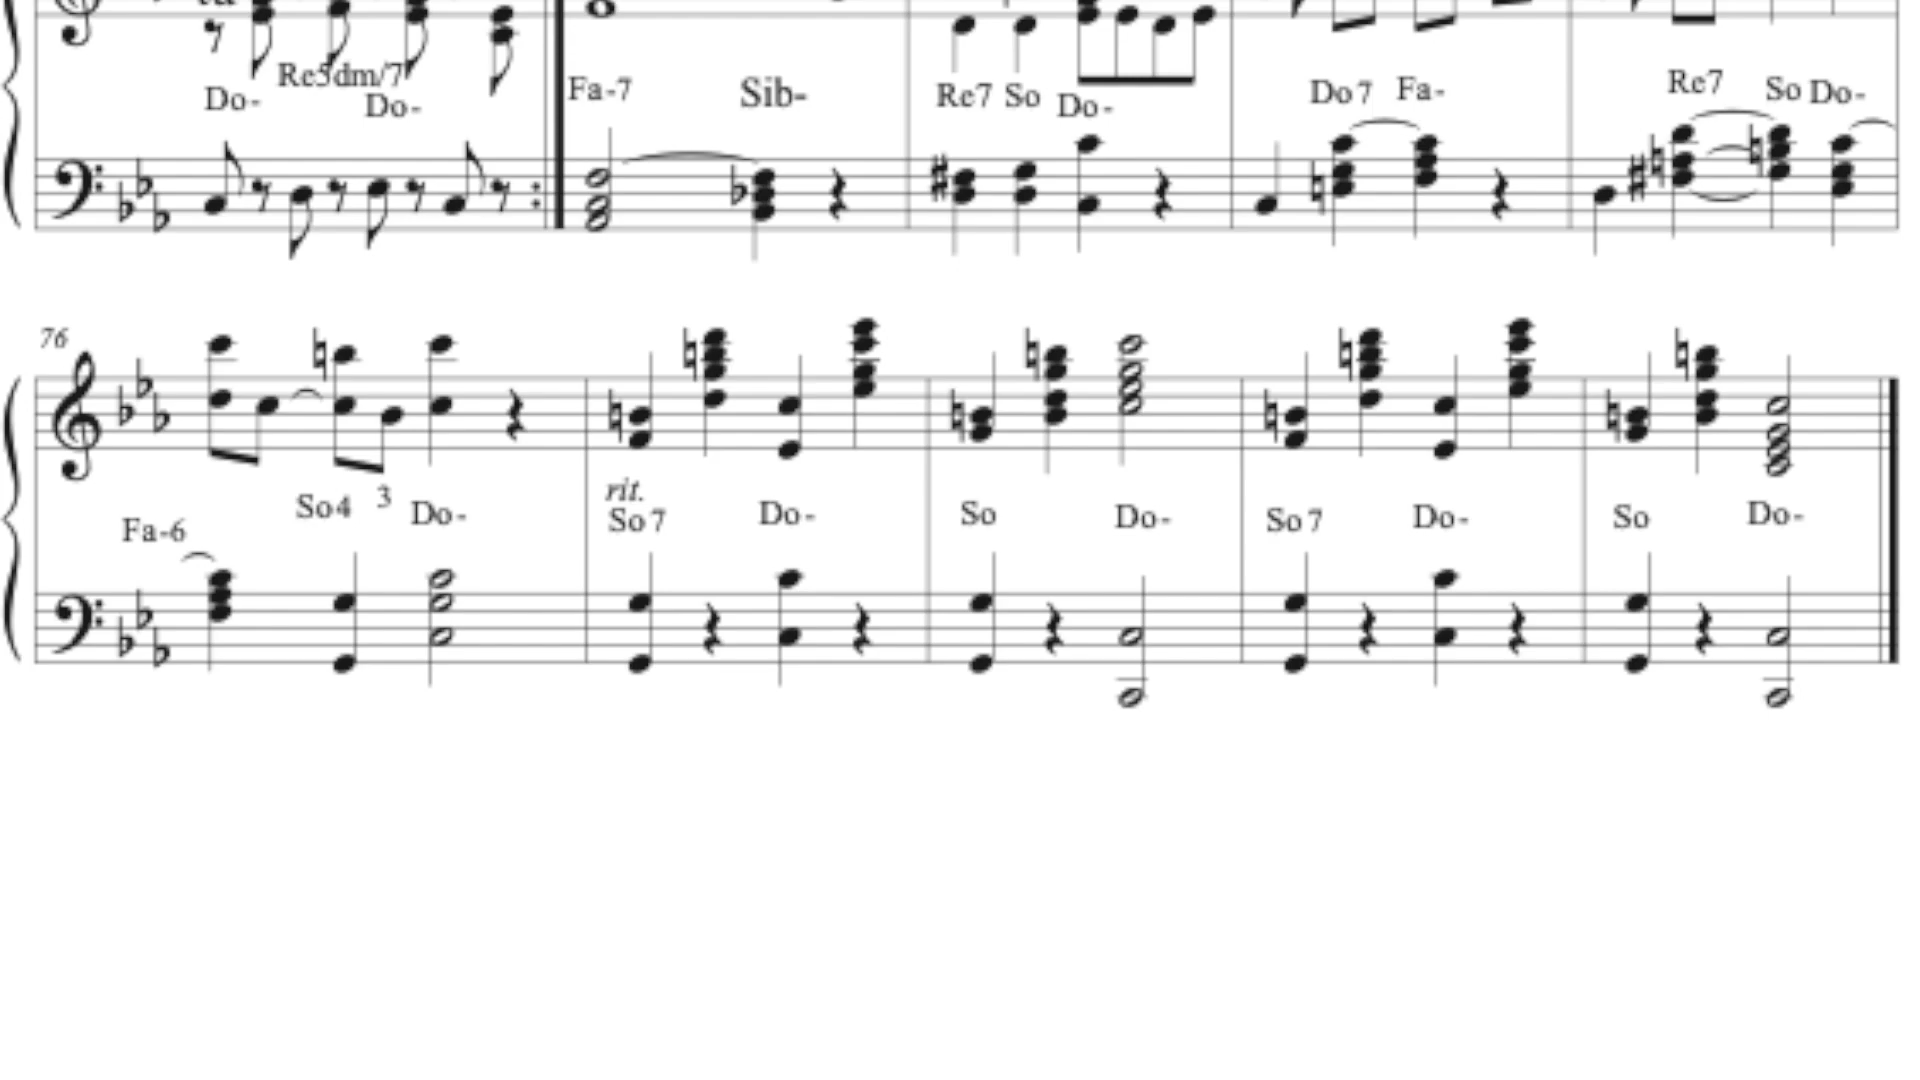 Do- Re5dm/7 Do- Fa-7 Sib- Re7 So Do- Do7 Fa- Re7 So Do-
76
Fa-6 So4 3 Do- rit. So7 Do- So Do- So7 Do- So Do-